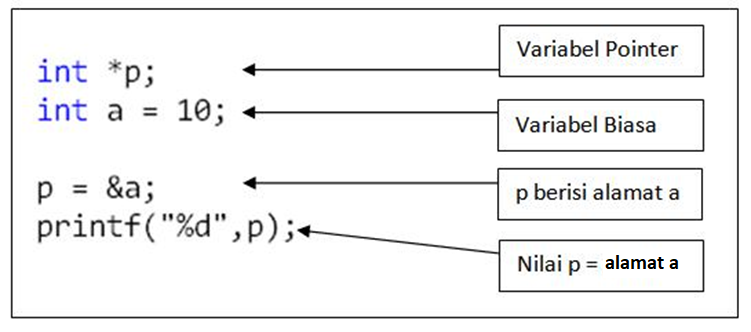 int *p;
Variabel Pointer
int a = 10;
Variabel Biasa
p = &a;
p berisi alamat a
printf("%d",p);
Nilai p = alamat a